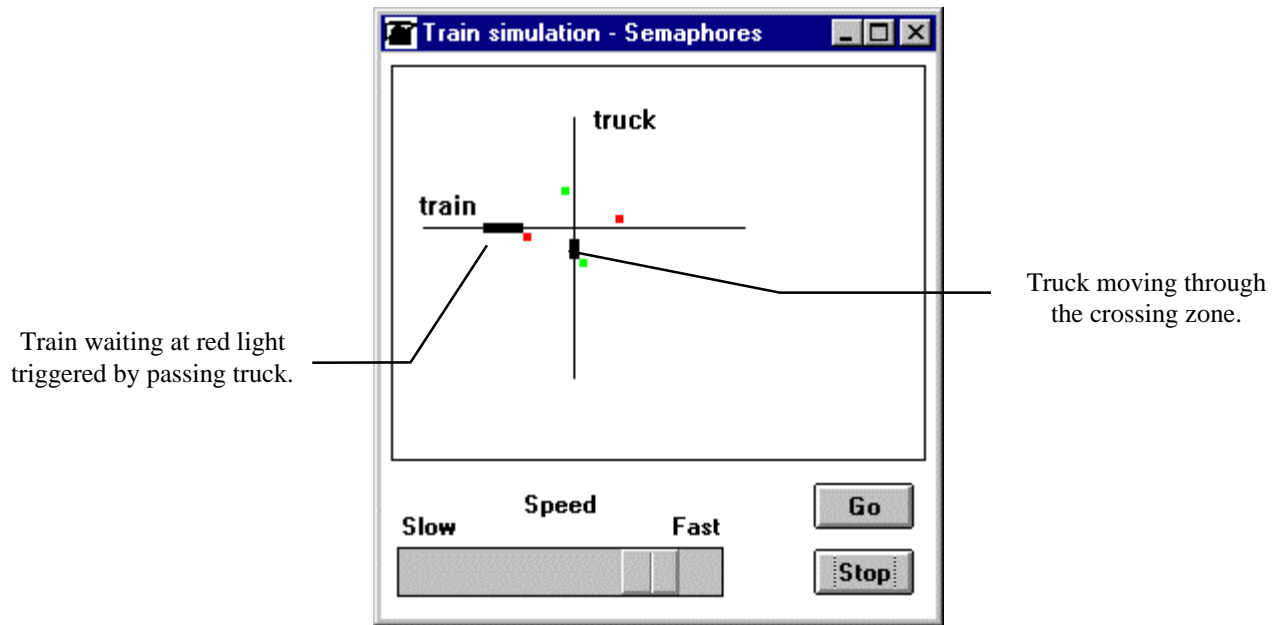 Train simulation - Semaphores
truck
train
Train waiting at red light
triggered by passing truck.
Truck moving through
the crossing zone.
Speed
Slow
Fast
Go
Stop